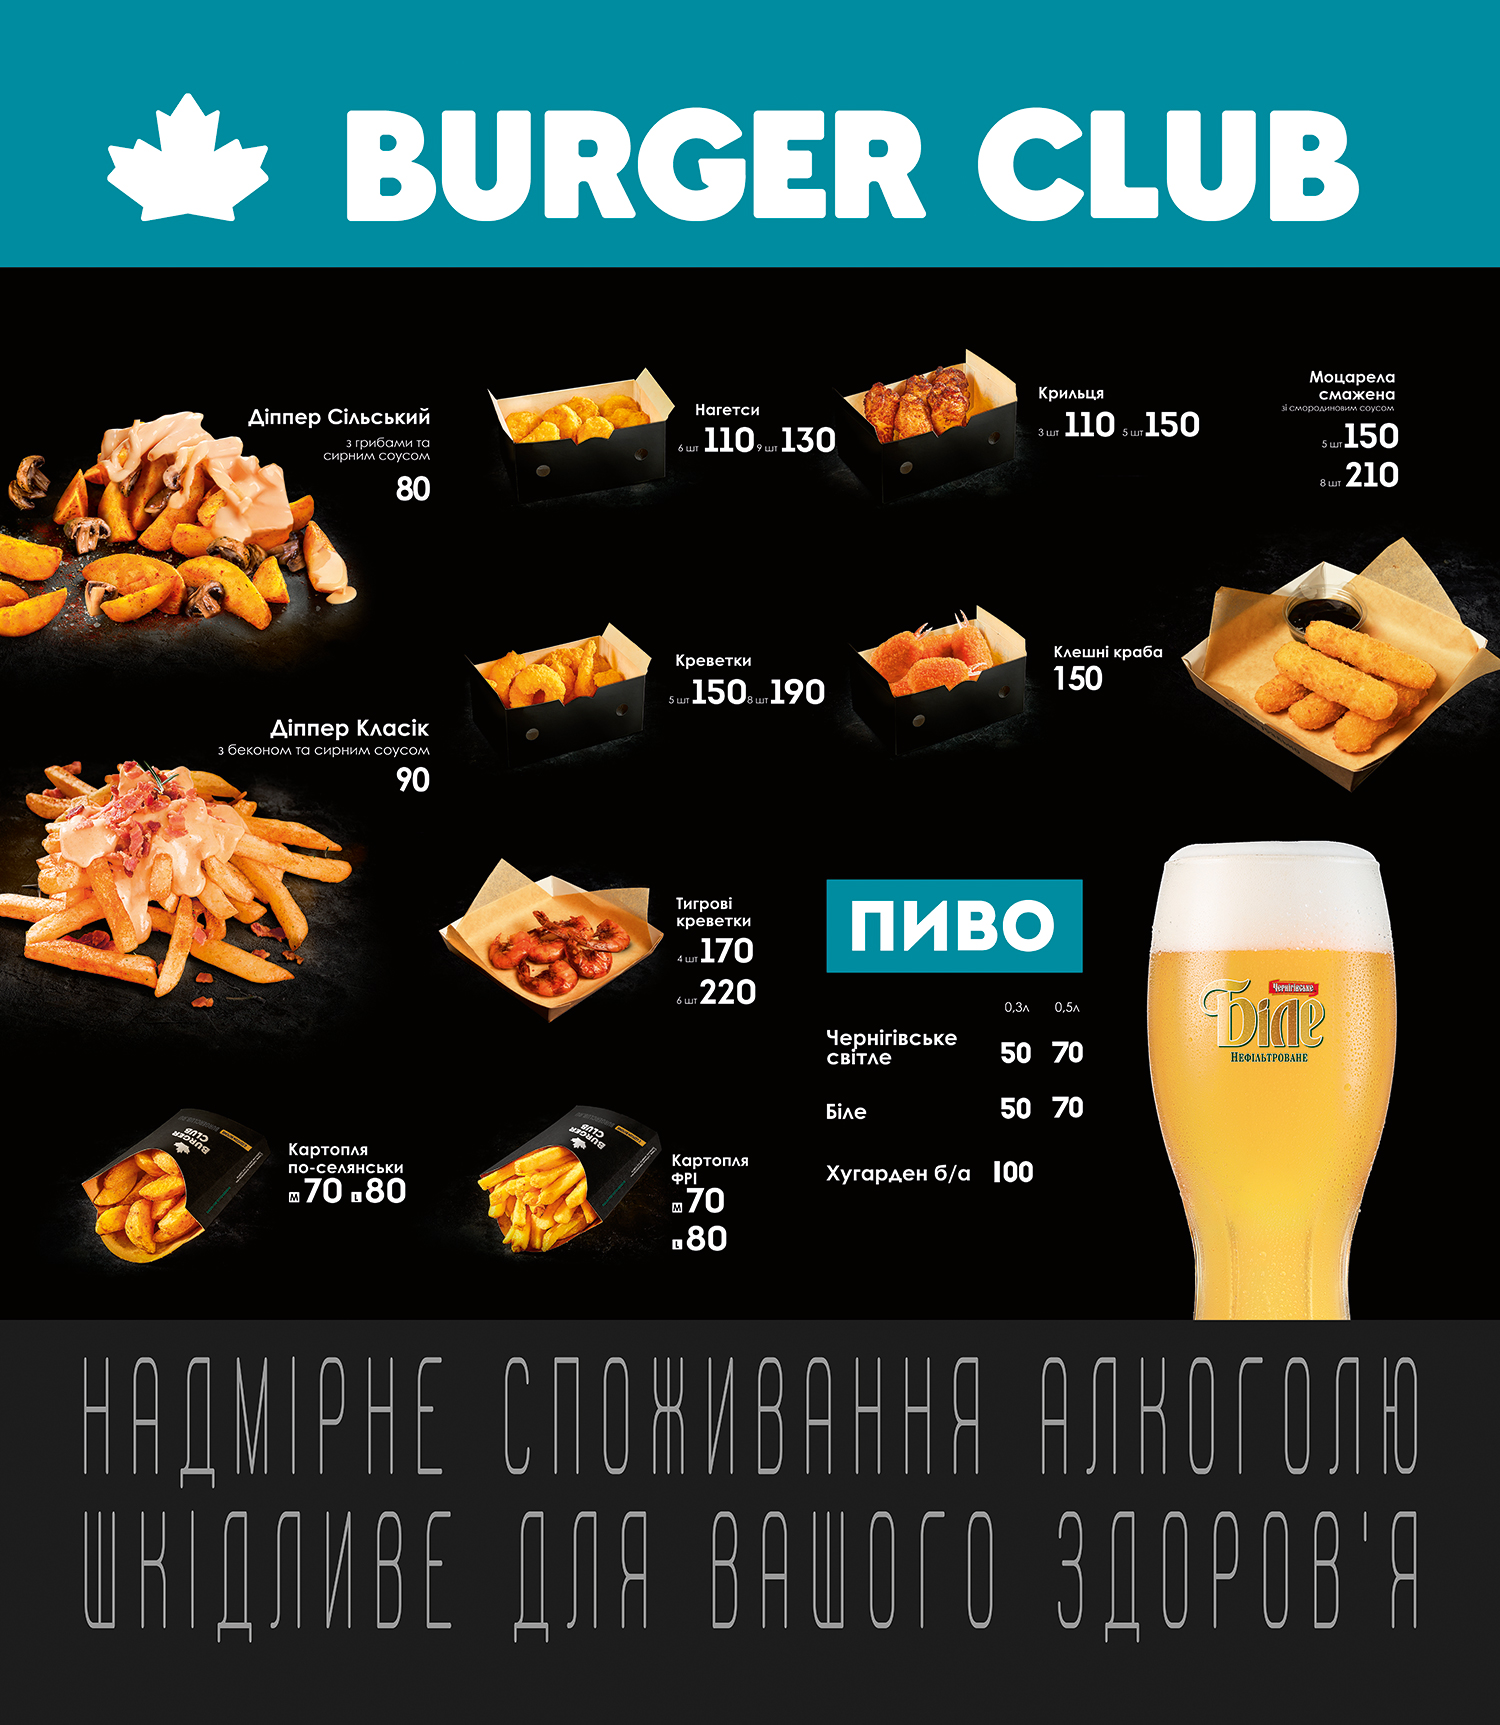 BURGER CLUB
Діппер Сільський
з грибами та
сирним соусом
80
Нагетси
6 шт 110 9 шт 130
Крильця
3 шт 110 5 шт 150
Моцарела
смажена
зі смородиновим соусом
5 шт 150
8 шт 210
Креветки
5 шт 150 8 шт 190
Клешні краба
150
Діппер Класік
з беконом та сирним соусом
90
Тигрові
креветки
4 шт 170
6 шт 220
ПИВО
0,3л 0,5л
Чернігівське
світле
50 70
Біле 50 70
Хугарден б/а 100
Чернігівське
Біле
Нефільтроване
BURGER
CLUB
Картопля
по-селянськи
M 70 L 80
BURGER
CLUB
Картопля
ФРІ
M 70
L 80
НАДМІРНЕ СПОЖИВАННЯ АЛКОГОЛЮ
ШКІДЛИВЕ ДЛЯ ВАШОГО ЗДОРОВ'Я